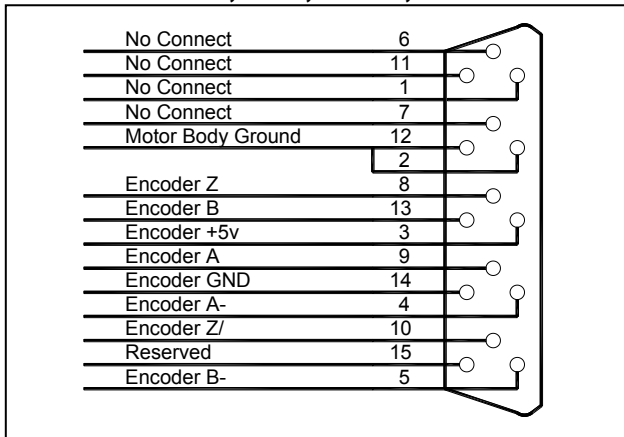 No Connect 6
No Connect 11
No Connect 1
No Connect 7
Motor Body Ground 12
2
Encoder Z 8
Encoder B 13
Encoder +5v 3
Encoder A 9
Encoder GND 14
Encoder A- 4
Encoder Z/ 10
Reserved 15
Encoder B- 5